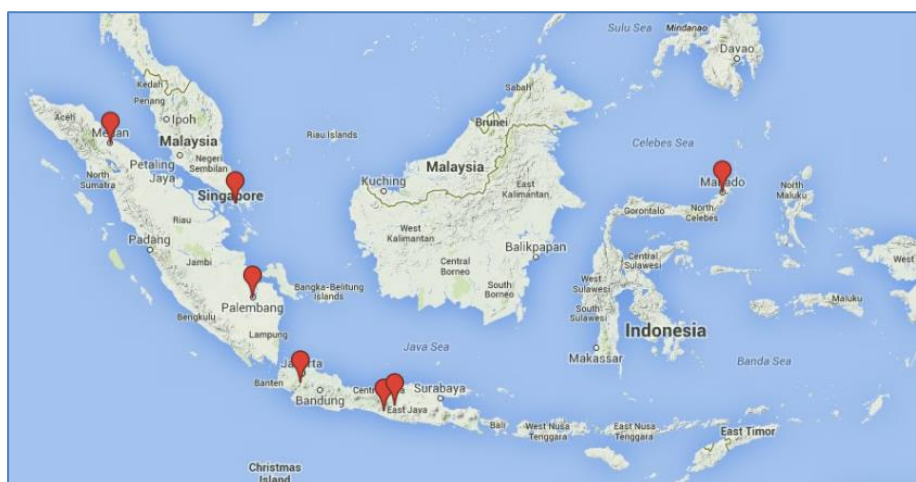 Sulu Sea
Mindanao
Davao
Kedah
Penang
Ipoh
Malaysia
Aceh
Medan
Petaling
Jaya
Negeri
Sembilan
North
Sumatra
Singapore
Riau Islands
Brunei
Sabah
Malaysia
Celebes Sea
Kuching
East
Kalimantan
Manado
North
Maluku
Gorontalo
North
Celebes
Riau
Padang
West
Kalimantan
Balikpapan
Central
Sulawesi
West
Jambi
Central
Borneo
West
Sulawesi
Palembang
Bangka-Belitung
Islands
South
Borneo
South
Sulawesi
Maluku
Bengkulu
Lampung
Indonesia
Java Sea
Makassar
Banda Sea
Jakarta
Banten
Bandung
Surabaya
East Java
Bali
West Nusa
Tenggara
East Nusa
Tenggara
East Timor
Christmas
Island